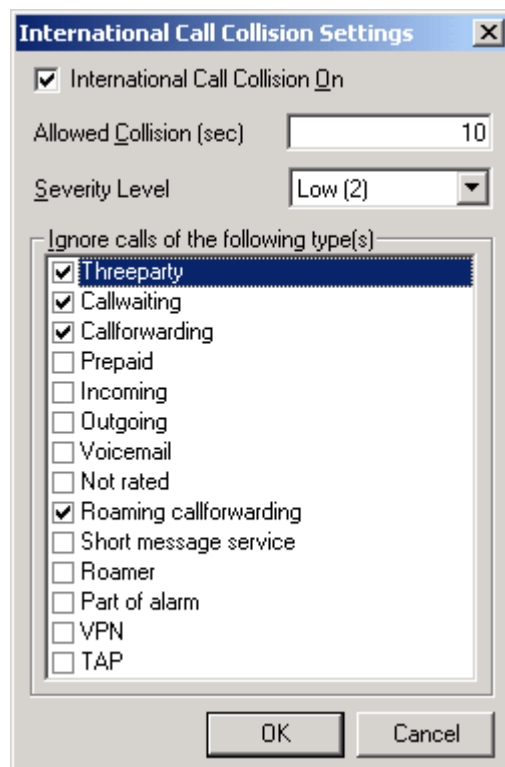 International Call Collision Settings
International Call Collision On
Allowed Collision (sec) 10
Severity Level Low (2)
Ignore calls of the following type(s)
Threeparty
Callwaiting
Callforwarding
Prepaid
Incoming
Outgoing
Voicemail
Not rated
Roaming callforwarding
Short message service
Roamer
Part of alarm
VPN
TAP
OK Cancel